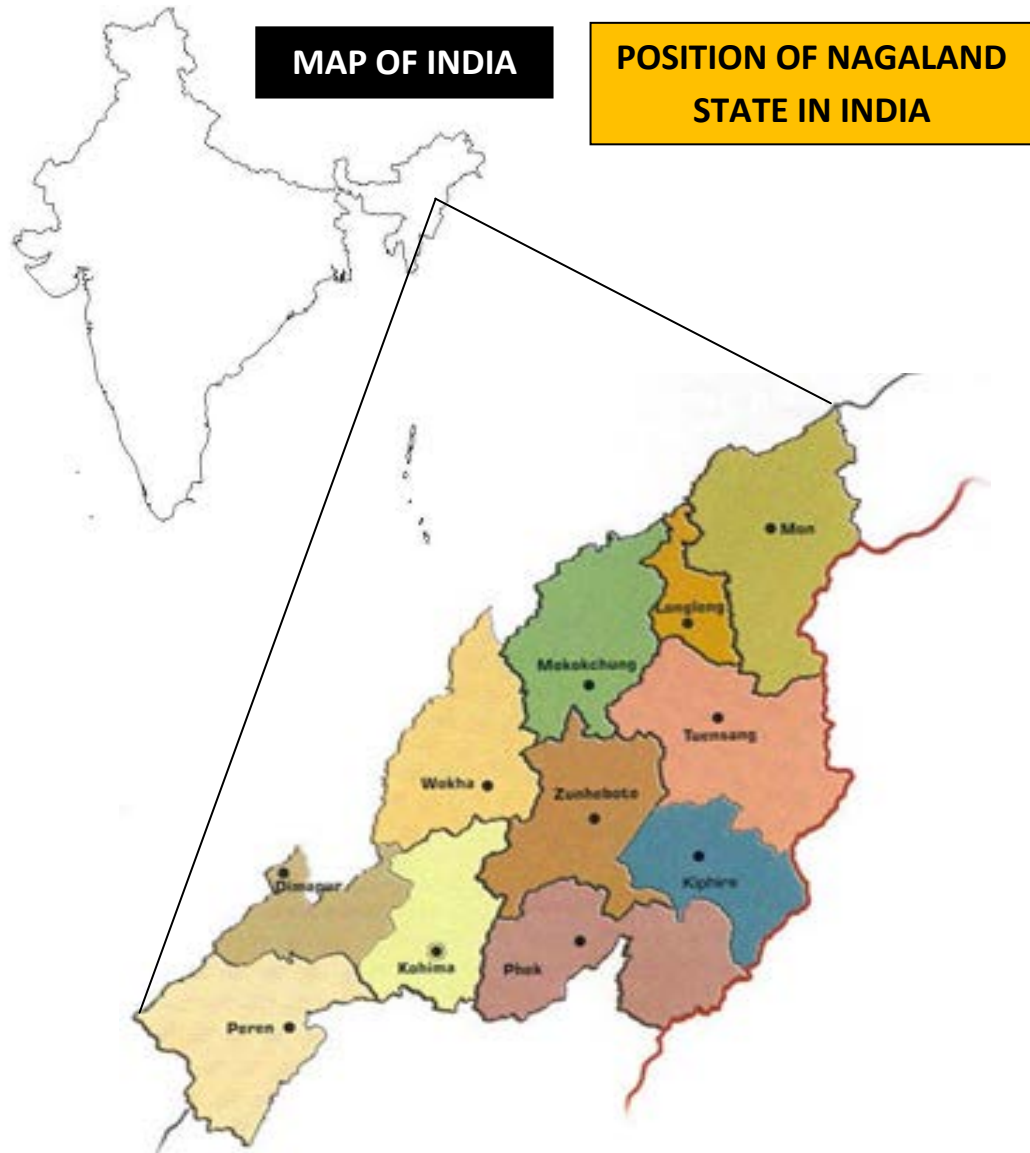 MAP OF INDIA
POSITION OF NAGALAND
STATE IN INDIA
Mon
Longleng
Mokokchung
Tuensang
Wokha
Zunheboto
Kiphire
Dimapur
Kohima
Phek
Peren